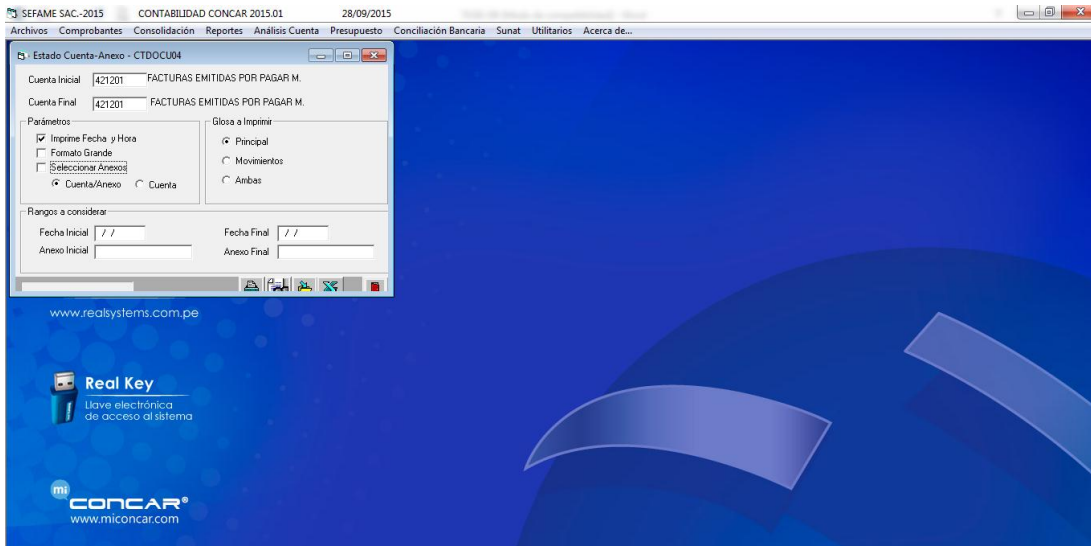 SEFAME SAC.-2015 CONTABILIDAD CONCAR 2015.01 28/09/2015
Archivos Comprobantes Consolidación Reportes Análisis Cuenta Presupuesto Conciliación Bancaria Sunat Utilitarios Acerca de...
- Estado Cuenta-Anexo - CTDOCU04
Cuenta Inicial 421201 FACTURAS EMITIDAS POR PAGAR M.
Cuenta Final 421201 FACTURAS EMITIDAS POR PAGAR M.
Parámetros Glosa a Imprimir
Imprime Fecha y Hora Principal
Formato Grande Movimientos
Seleccionar Anexos Ambas
Cuenta/Anexo Cuenta
Rangos a considerar
Fecha Inicial / / Fecha Final / /
Anexo Inicial Anexo Final
www.realsystems.com.pe
Real Key
Llave electrónica
de acceso al sistema
mi
CONCAR®
www.miconcar.com